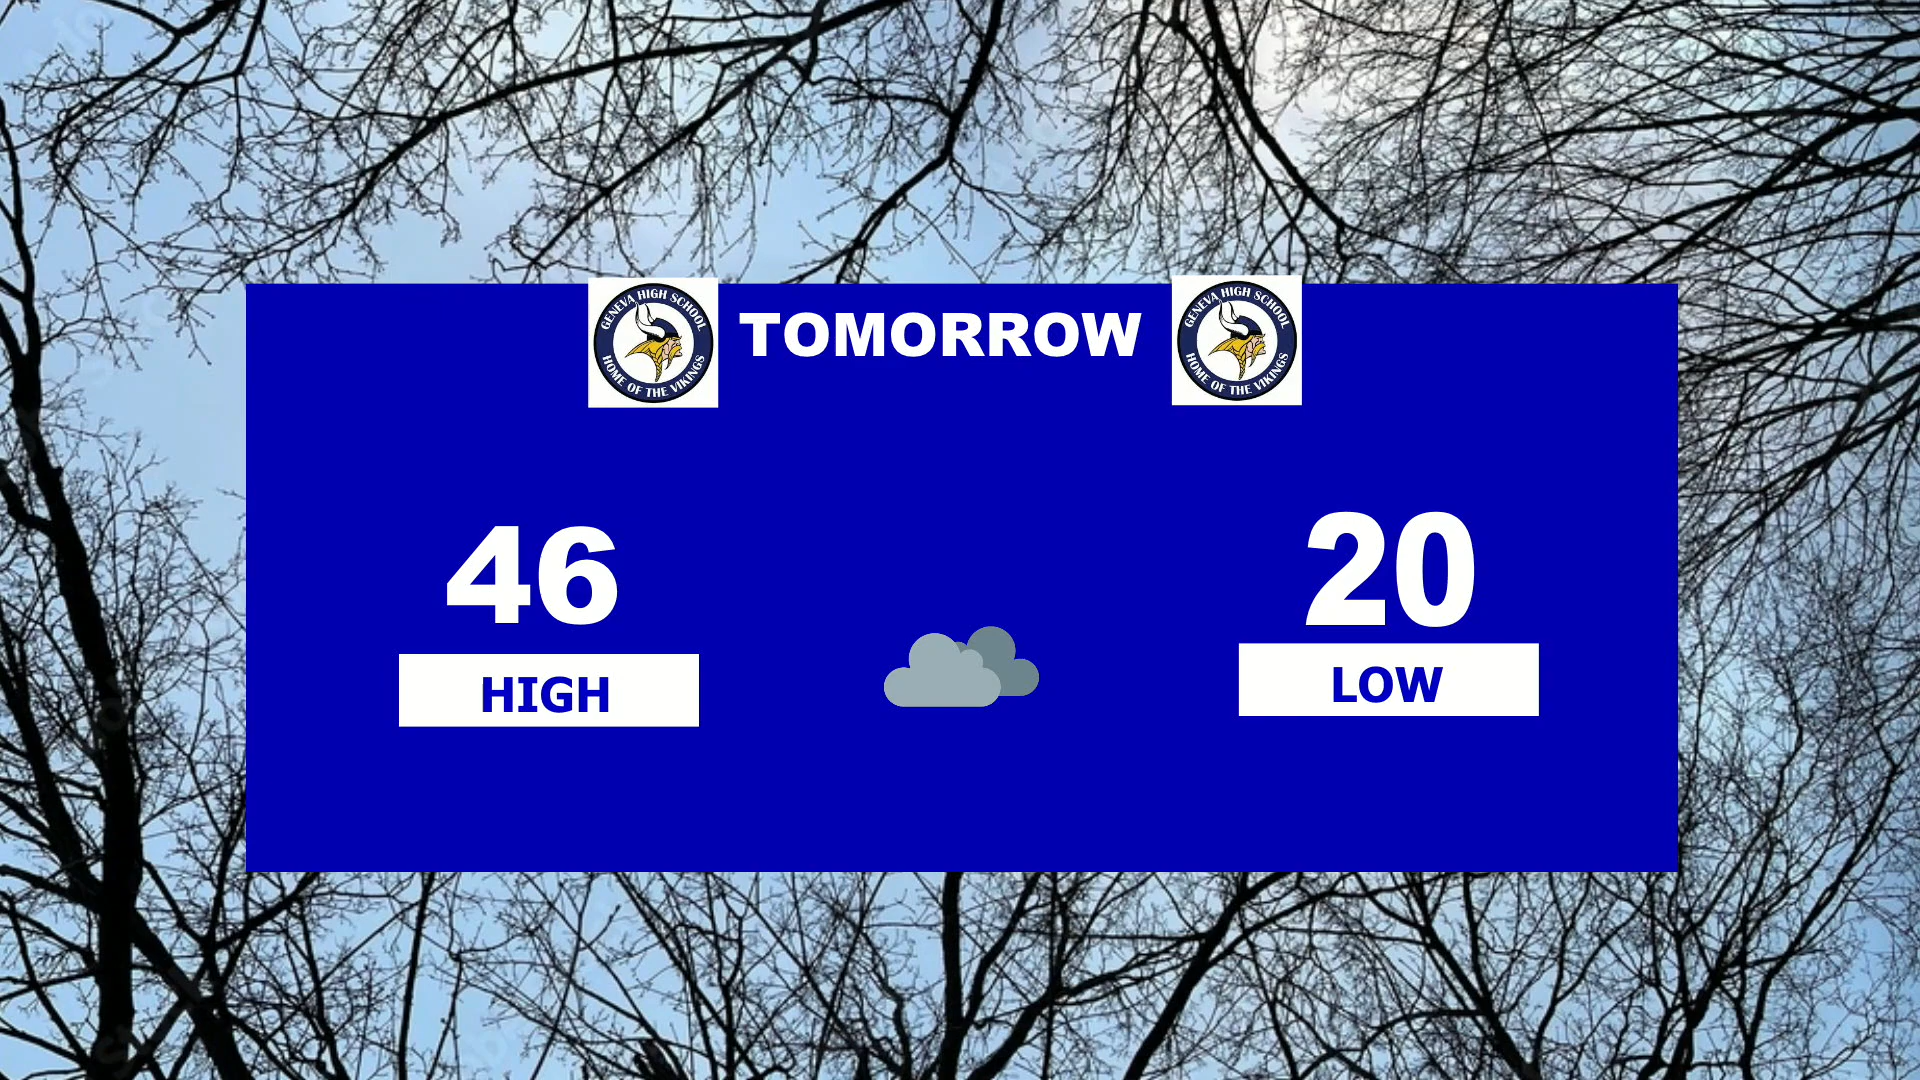 GENEVA HIGH SCHOOL
HOME OF THE VIKINGS
TOMORROW
GENEVA HIGH SCHOOL
HOME OF THE VIKINGS
46
HIGH
20
LOW